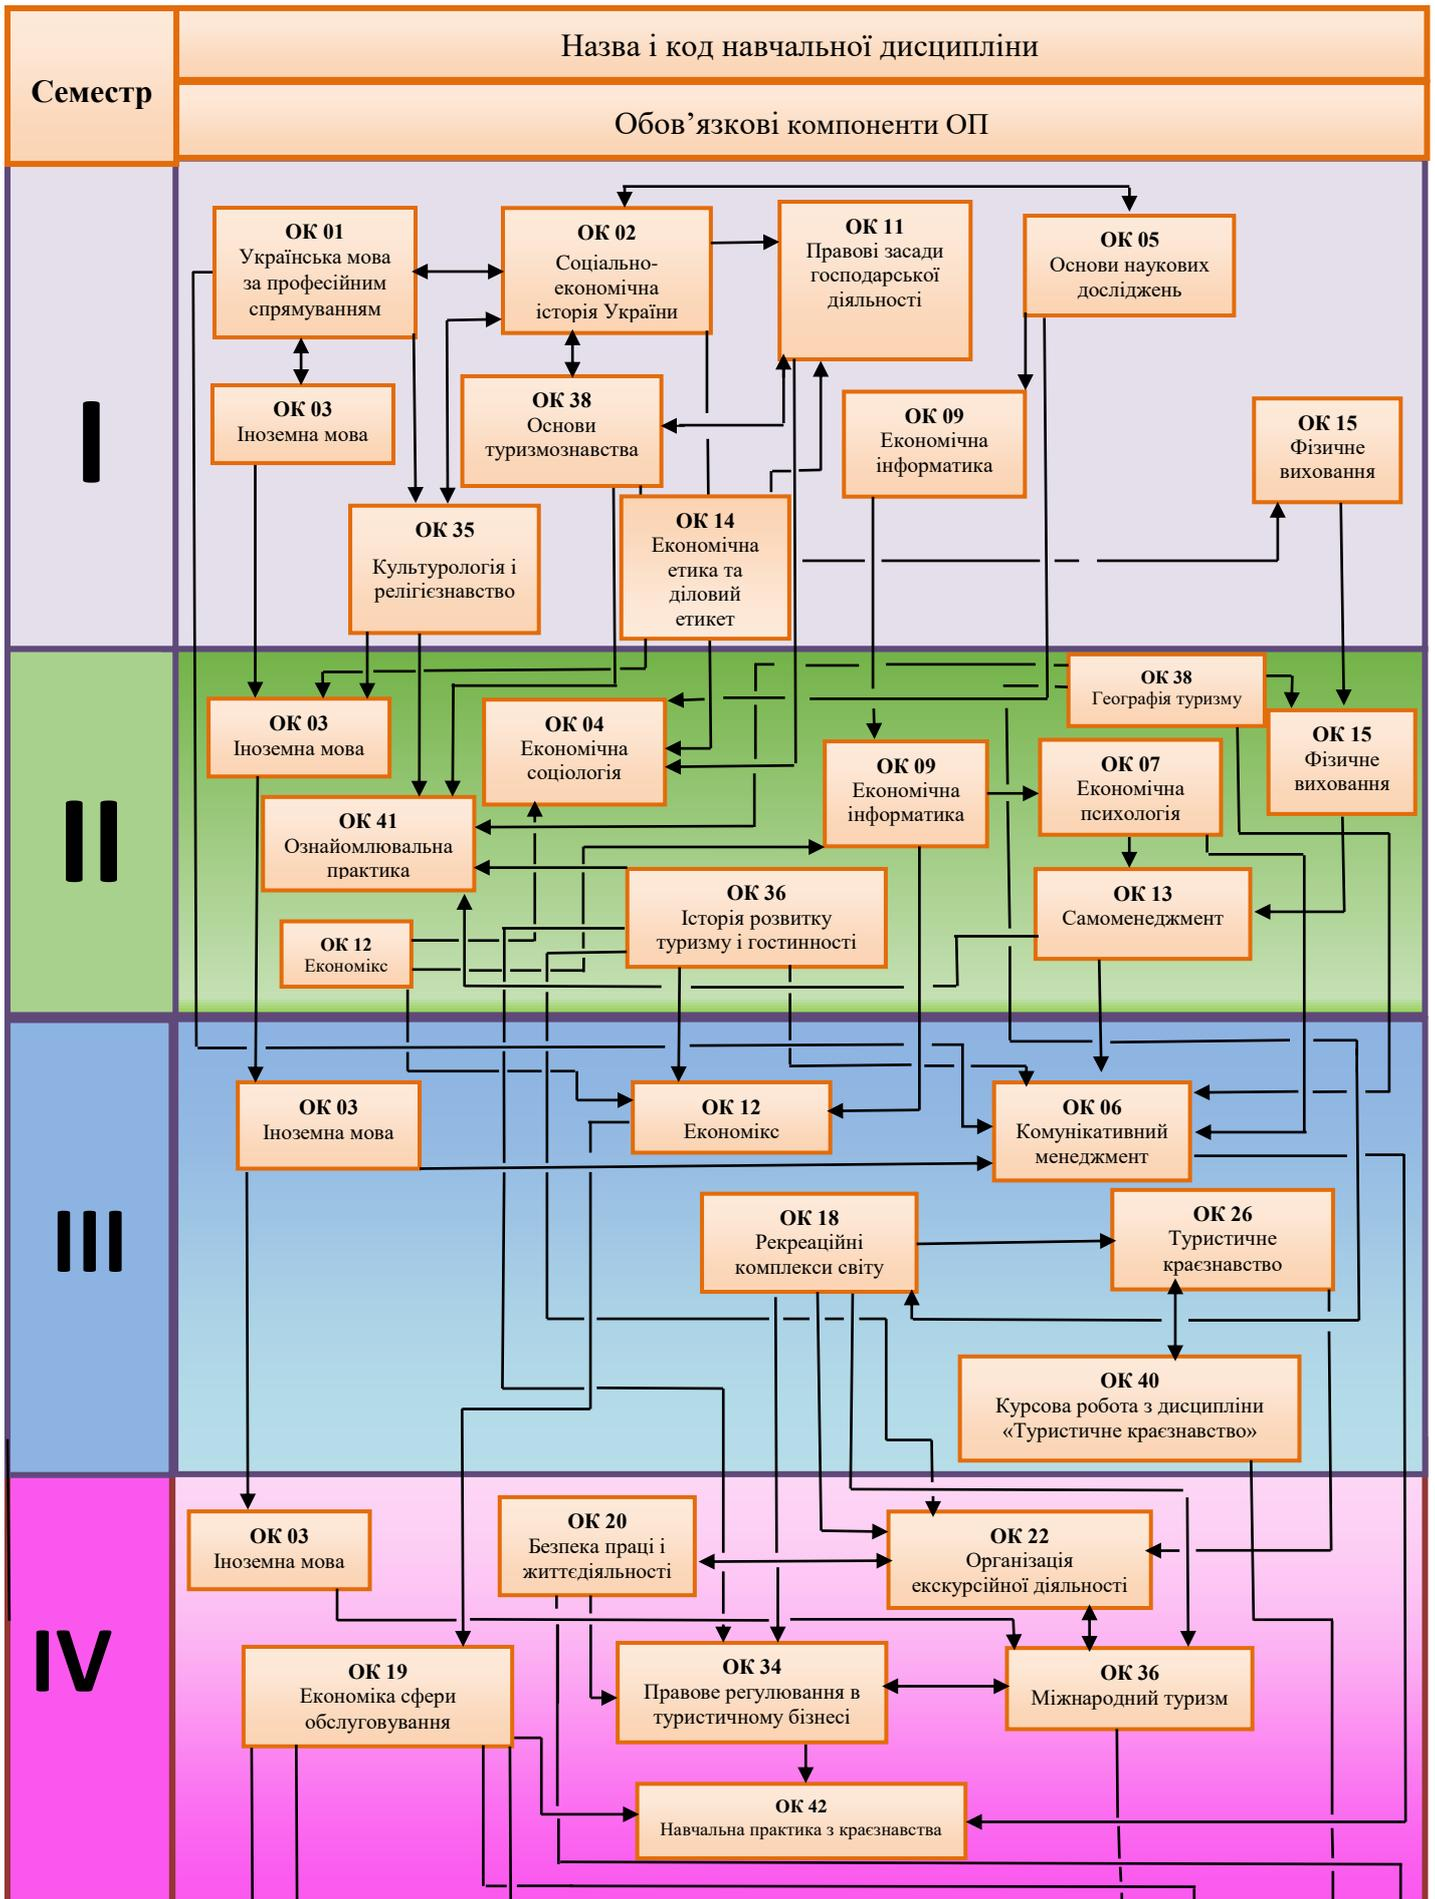 Семестр
Назва і код навчальної дисципліни
Обов’язкові компоненти ОП
I
ОК 01
Українська мова
за професійним
спрямуванням
ОК 02
Соціально-
економічна
історія України
ОК 11
Правові засади
господарської
діяльності
ОК 05
Основи наукових
досліджень
ОК 03
Іноземна мова
ОК 38
Основи
туризмознавства
ОК 09
Економічна
інформатика
ОК 15
Фізичне
виховання
ОК 35
Культурологія і
релігієзнавство
ОК 14
Економічна
етика та
діловий
етикет
II
ОК 03
Іноземна мова
ОК 04
Економічна
соціологія
ОК 38
Географія туризму
ОК 15
Фізичне
виховання
ОК 09
Економічна
інформатика
ОК 07
Економічна
психологія
ОК 41
Ознайомлювальна
практика
ОК 36
Історія розвитку
туризму і гостинності
ОК 13
Самоменеджмент
ОК 12
Економікс
III
ОК 03
Іноземна мова
ОК 12
Економікс
ОК 06
Комунікативний
менеджмент
ОК 18
Рекреаційні
комплекси світу
ОК 26
Туристичне
краєзнавство
ОК 40
Курсова робота з дисципліни
«Туристичне краєзнавство»
IV
ОК 03
Іноземна мова
ОК 20
Безпека праці і
життєдіяльності
ОК 22
Організація
екскурсійної діяльності
ОК 19
Економіка сфери
обслуговування
ОК 34
Правове регулювання в
туристичному бізнесі
ОК 36
Міжнародний туризм
ОК 42
Навчальна практика з краєзнавства